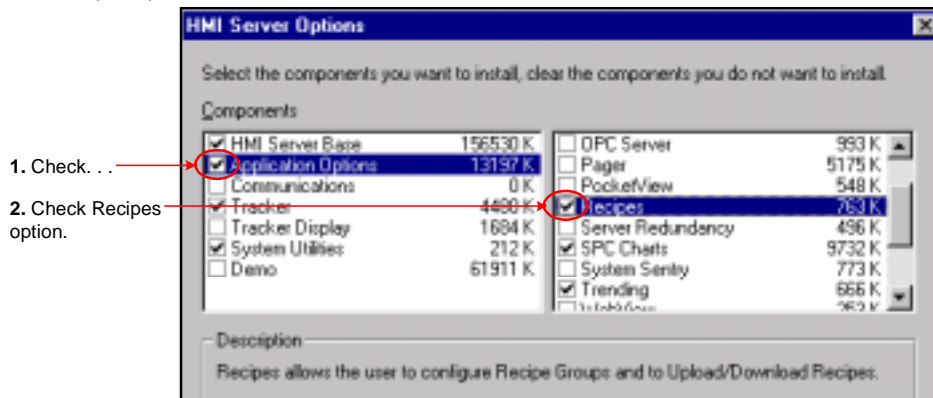 HMI Server Options
Select the components you want to install, clear the components you do not want to install.
Components
HMI Server Base 156530 K
Application Options 13197 K
Communications 0 K
Tracker 4480 K
Tracker Display 1684 K
System Utilities 212 K
Demo 61911 K
OPC Server 993 K
Pager 5175 K
PocketView 548 K
Recipes 763 K
Server Redundancy 496 K
SPC Charts 9732 K
System Sentry 773 K
Trending 666 K
1. Check. . .
2. Check Recipes
option.
Description
Recipes allows the user to configure Recipe Groups and to Upload/Download Recipes.